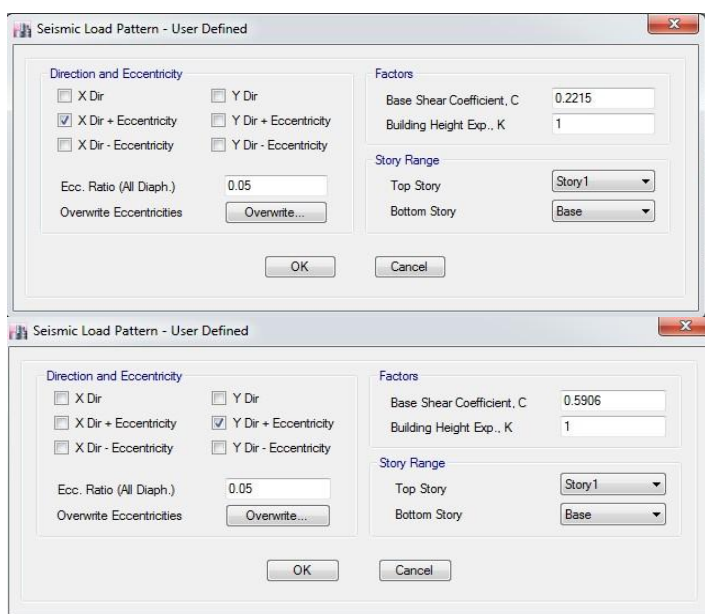 Seismic Load Pattern - User Defined
Direction and Eccentricity
X Dir Y Dir
X Dir + Eccentricity Y Dir + Eccentricity
X Dir - Eccentricity Y Dir - Eccentricity
Ecc. Ratio (All Diaph.) 0.05
Overwrite Eccentricities Overwrite...
Factors
Base Shear Coefficient, C 0.2215
Building Height Exp., K 1
Story Range
Top Story Story1
Bottom Story Base
OK Cancel
Seismic Load Pattern - User Defined
Direction and Eccentricity
X Dir Y Dir
X Dir + Eccentricity Y Dir + Eccentricity
X Dir - Eccentricity Y Dir - Eccentricity
Ecc. Ratio (All Diaph.) 0.05
Overwrite Eccentricities Overwrite...
Factors
Base Shear Coefficient, C 0.5906
Building Height Exp., K 1
Story Range
Top Story Story1
Bottom Story Base
OK Cancel